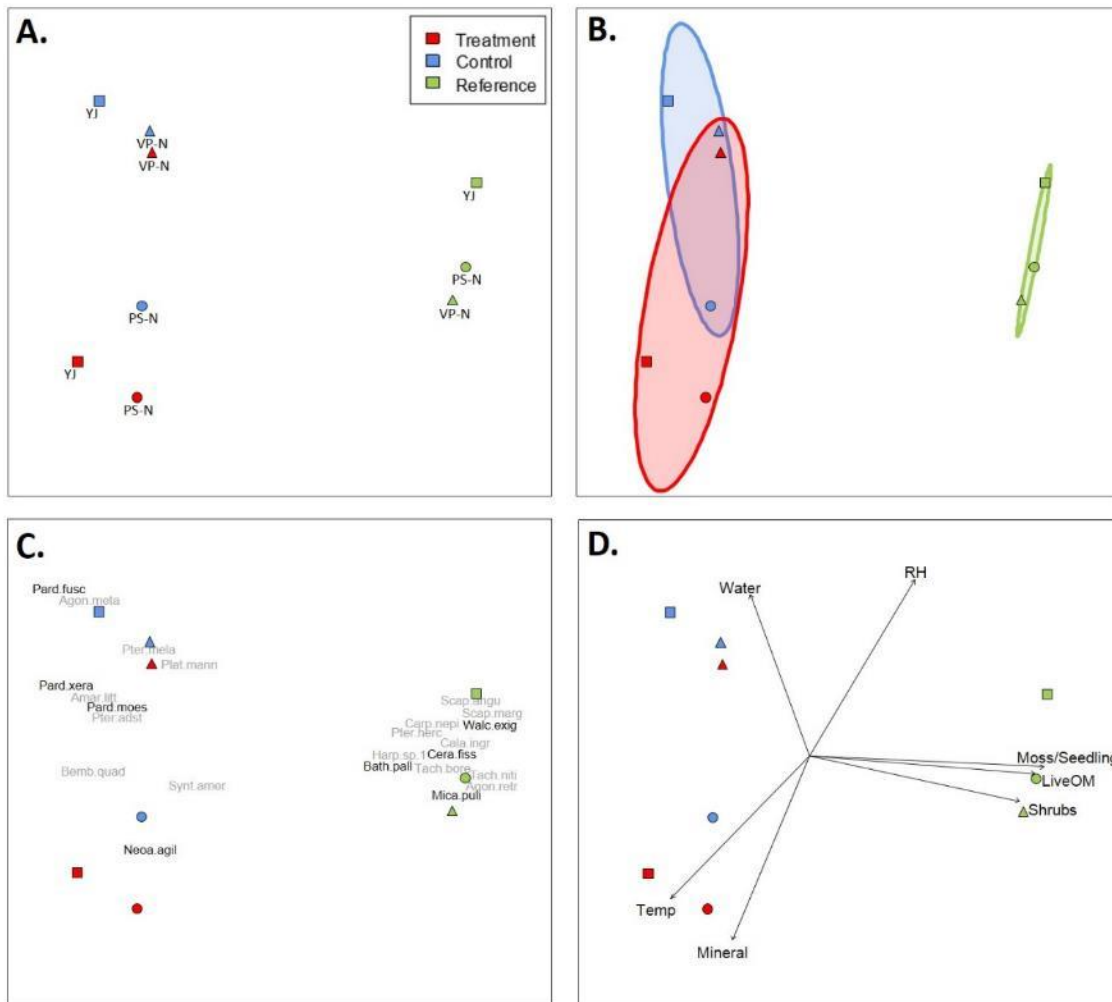 A.
Treatment
Control
Reference
YJ
VP-N
VP-N
YJ
PS-N
VP-N
PS-N
YJ
PS-N
B.
C.
Pard.fusc
Agon.meta
Pter.mela
Plat.mann
Pard.xera
Amar.litt
Pard.moes
Pter.adst
Scap.angu
Scap.marg
Carp.nepi
Walc.exig
Pter.herc
Cala.ingr
Harp.sp.1
Cera.fiss
Bath.pall
Tach.bore
Tach.niti
Agon.retr
Mica.puli
Bemb.quad
Synt.amer
Neoa.agil
D.
Water
RH
Moss/Seedling
LiveOM
Shrubs
Temp
Mineral